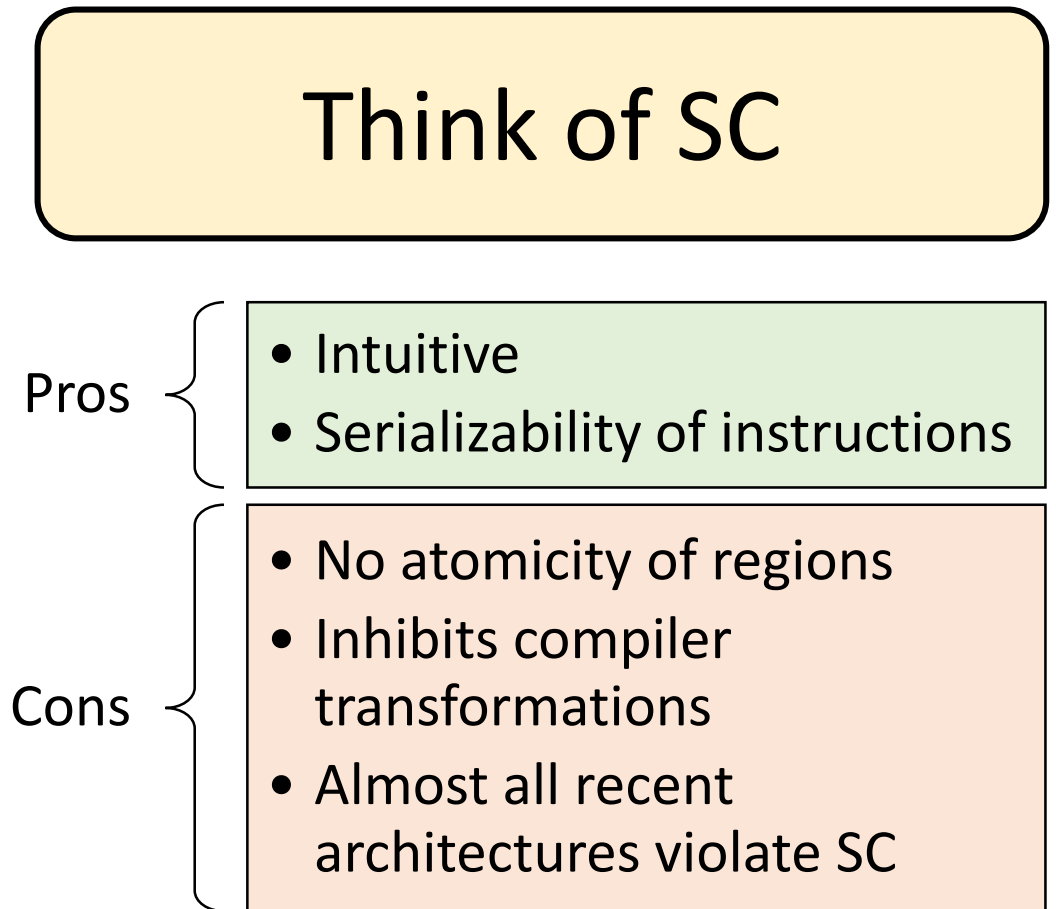 Think of SC
Pros
• Intuitive
• Serializability of instructions
Cons
• No atomicity of regions
• Inhibits compiler
transformations
• Almost all recent
architectures violate SC